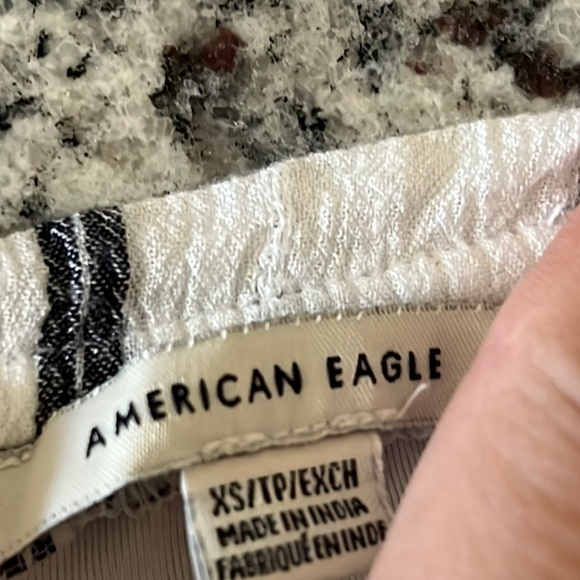 AMERICAN EAGLE
XS/TP/EXCH
MADE IN INDIA
FABRIQUÉ EN INDE